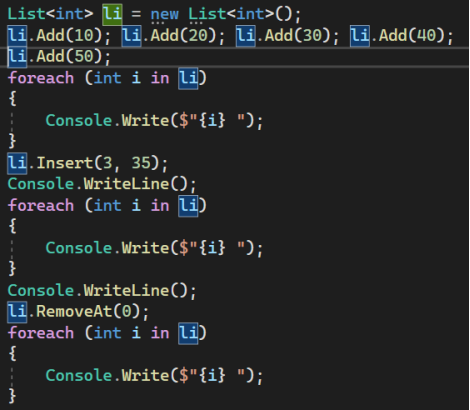 List<int> li = new List<int>();
li.Add(10); li.Add(20); li.Add(30); li.Add(40);
li.Add(50);
foreach (int i in li)
{
    Console.Write($"{i} ");
}
li.Insert(3, 35);
Console.WriteLine();
foreach (int i in li)
{
    Console.Write($"{i} ");
}
Console.WriteLine();
li.RemoveAt(0);
foreach (int i in li)
{
    Console.Write($"{i} ");
}